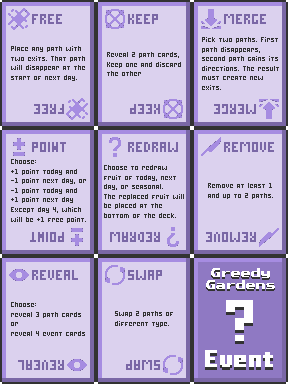 FREE
Place any path with
two exits. That path
will disappear at the
start of next day.
FREE
KEEP
Reveal 2 path cards,
Keep one and discard
the other
KEEP
MERGE
Pick two paths. First
path disappears,
second path gains its
directions. The result
must create new
exits.
MERGE
POINT
Choose:
+1 point today and
-1 point next day, or
-1 point today and
+1 point next day
Except day 4, which
will be +1 free point.
POINT
REDRAW
Choose to redraw
fruit of today, next
day, or seasonal.
The replaced fruit will
be placed at the
bottom of the deck.
REDRAW
REMOVE
Remove at least 1
and up to 2 paths.
REMOVE
REVEAL
Choose:
reveal 3 path cards
or
reveal 4 event cards
REVEAL
SWAP
Swap 2 paths of
different type.
SWAP
Greedy
Gardens
?
Event